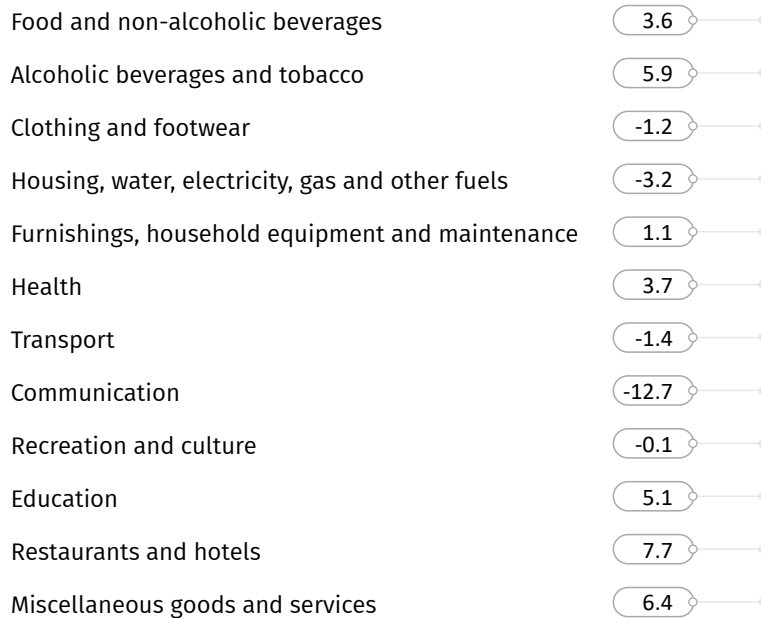 Food and non-alcoholic beverages 3.6
Alcoholic beverages and tobacco 5.9
Clothing and footwear -1.2
Housing, water, electricity, gas and other fuels -3.2
Furnishings, household equipment and maintenance 1.1
Health 3.7
Transport -1.4
Communication -12.7
Recreation and culture -0.1
Education 5.1
Restaurants and hotels 7.7
Miscellaneous goods and services 6.4